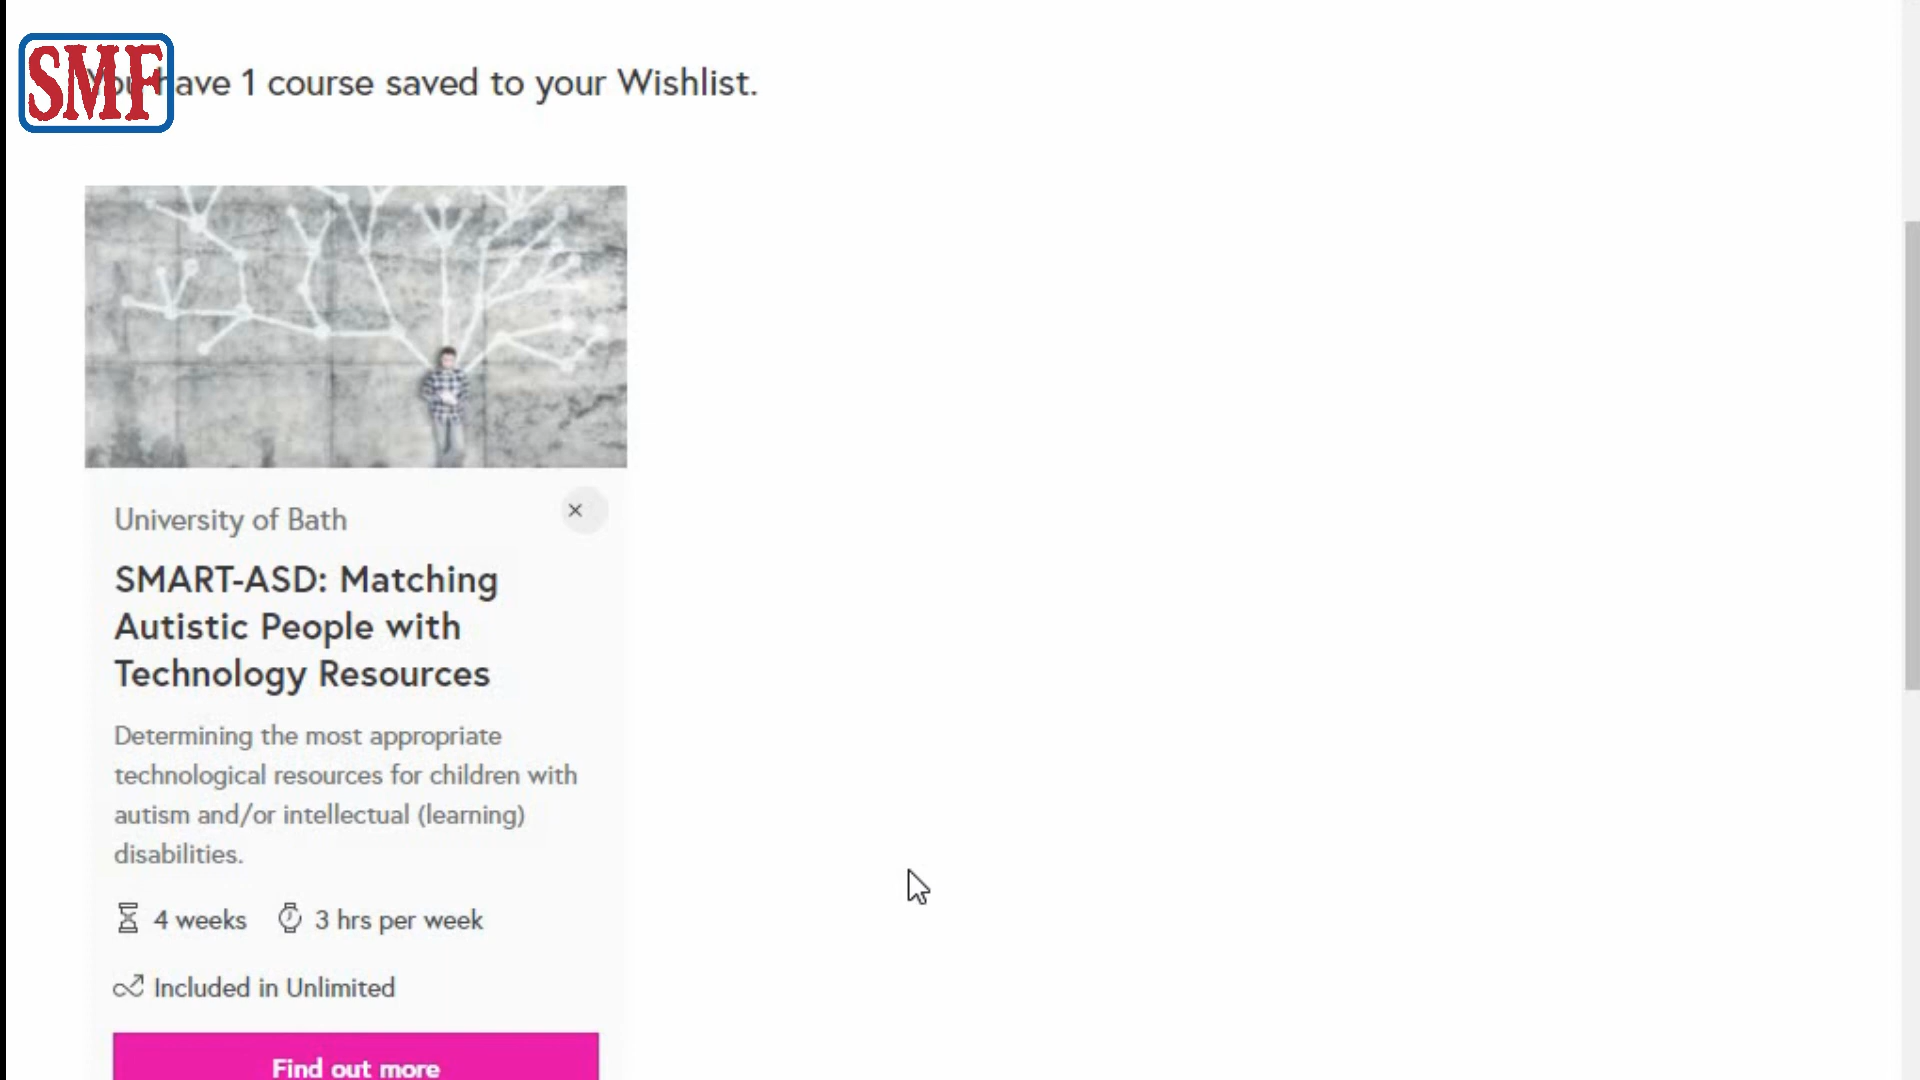 SMF
You have 1 course saved to your Wishlist.
University of Bath
SMART-ASD: Matching
Autistic People with
Technology Resources
Determining the most appropriate
technological resources for children with
autism and/or intellectual (learning)
disabilities.
4 weeks 3 hrs per week
Included in Unlimited
Find out more